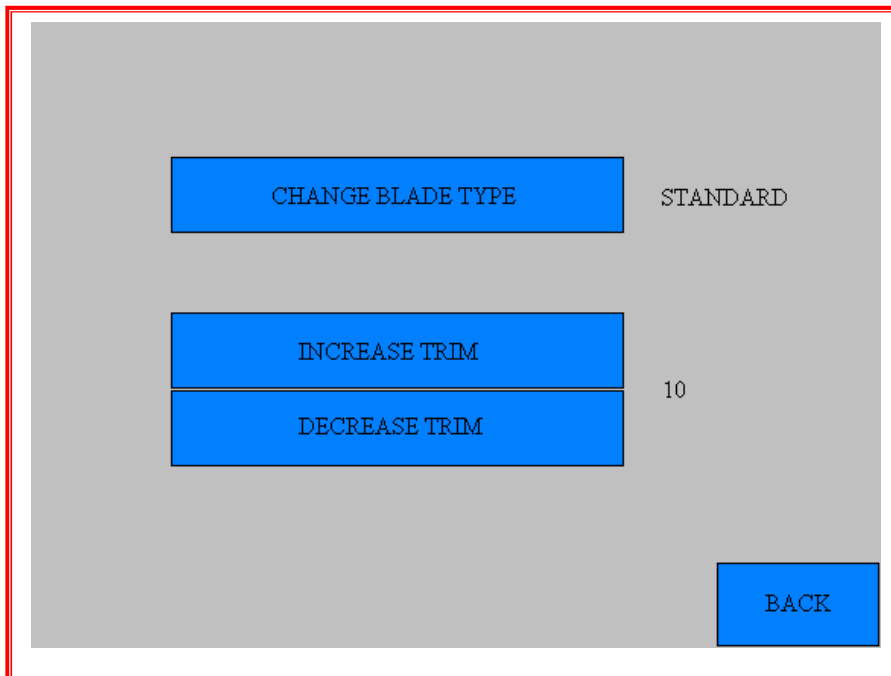 CHANGE BLADE TYPE STANDARD
INCREASE TRIM
10
DECREASE TRIM
BACK